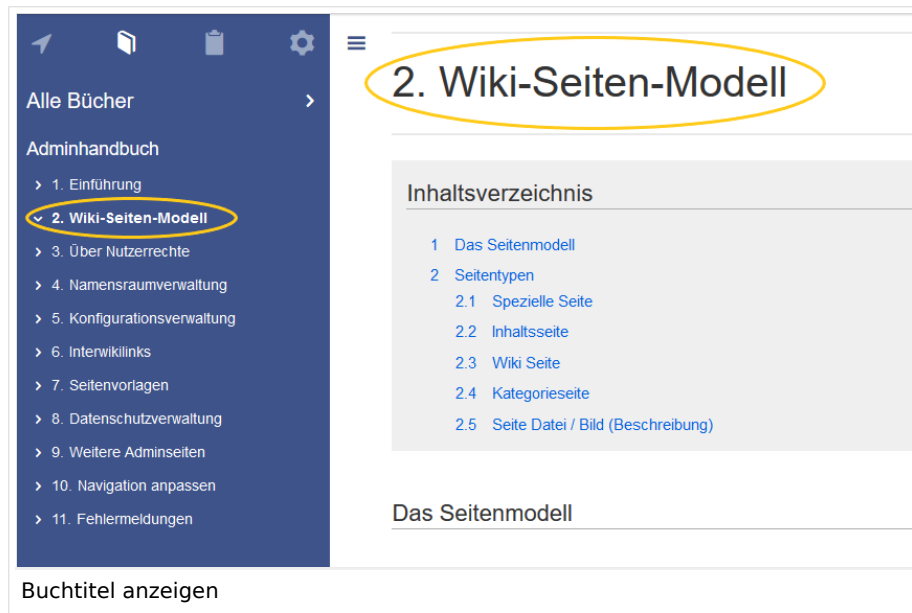 Alle Bücher
Adminhandbuch
1. Einführung
2. Wiki-Seiten-Modell
3. Über Nutzerrechte
4. Namensraumverwaltung
5. Konfigurationsverwaltung
6. Interwikilinks
7. Seitenvorlagen
8. Datenschutzverwaltung
9. Weitere Adminseiten
10. Navigation anpassen
11. Fehlermeldungen
2. Wiki-Seiten-Modell
Inhaltsverzeichnis
1 Das Seitenmodell
2 Seitentypen
2.1 Spezielle Seite
2.2 Inhaltsseite
2.3 Wiki Seite
2.4 Kategorieseite
2.5 Seite Datei / Bild (Beschreibung)
Das Seitenmodell
Buchtitel anzeigen